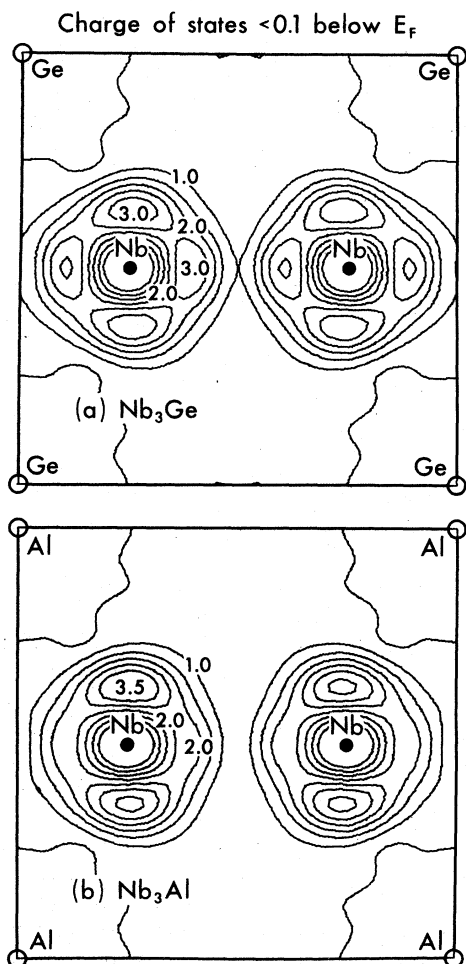 Charge of states <0.1 below E_F
Ge Ge
1.0
3.0
2.0
Nb Nb
3.0
2.0
(a) Nb₃Ge
Ge Ge
Al Al
1.0
3.5
Nb 2.0 Nb
2.0
(b) Nb₃Al
Al Al